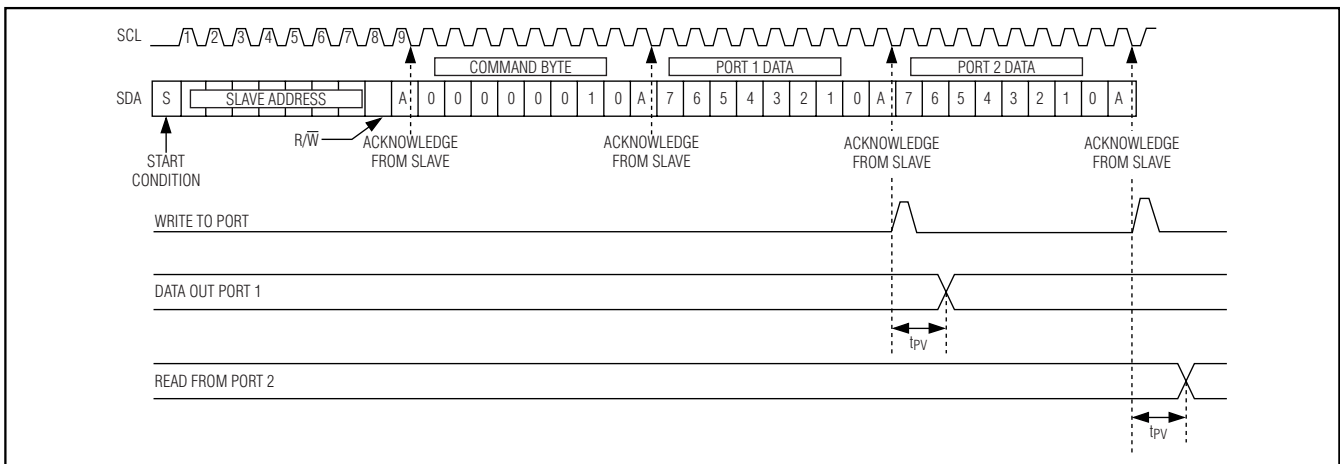 SCL 1 2 3 4 5 6 7 8 9
COMMAND BYTE PORT 1 DATA PORT 2 DATA
SDA S SLAVE ADDRESS A 0 0 0 0 0 0 1 0 A 7 6 5 4 3 2 1 0 A 7 6 5 4 3 2 1 0 A
R/W̅
START
CONDITION
ACKNOWLEDGE
FROM SLAVE
ACKNOWLEDGE
FROM SLAVE
ACKNOWLEDGE
FROM SLAVE
ACKNOWLEDGE
FROM SLAVE
WRITE TO PORT
DATA OUT PORT 1
tPV
READ FROM PORT 2
tPV